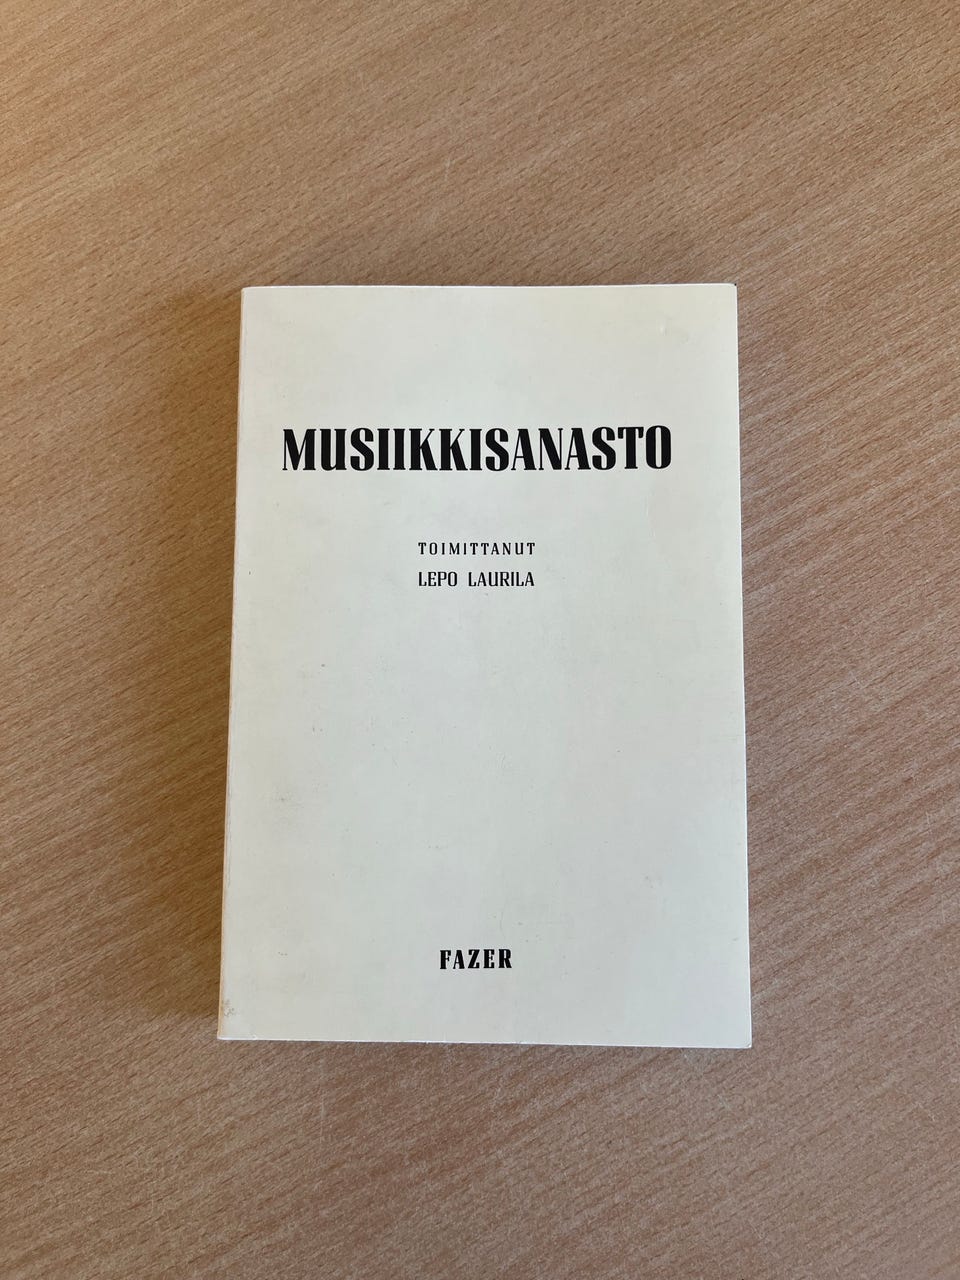 MUSIIKKISANASTO
TOIMITTANUT
LEPO LAURILA
FAZER